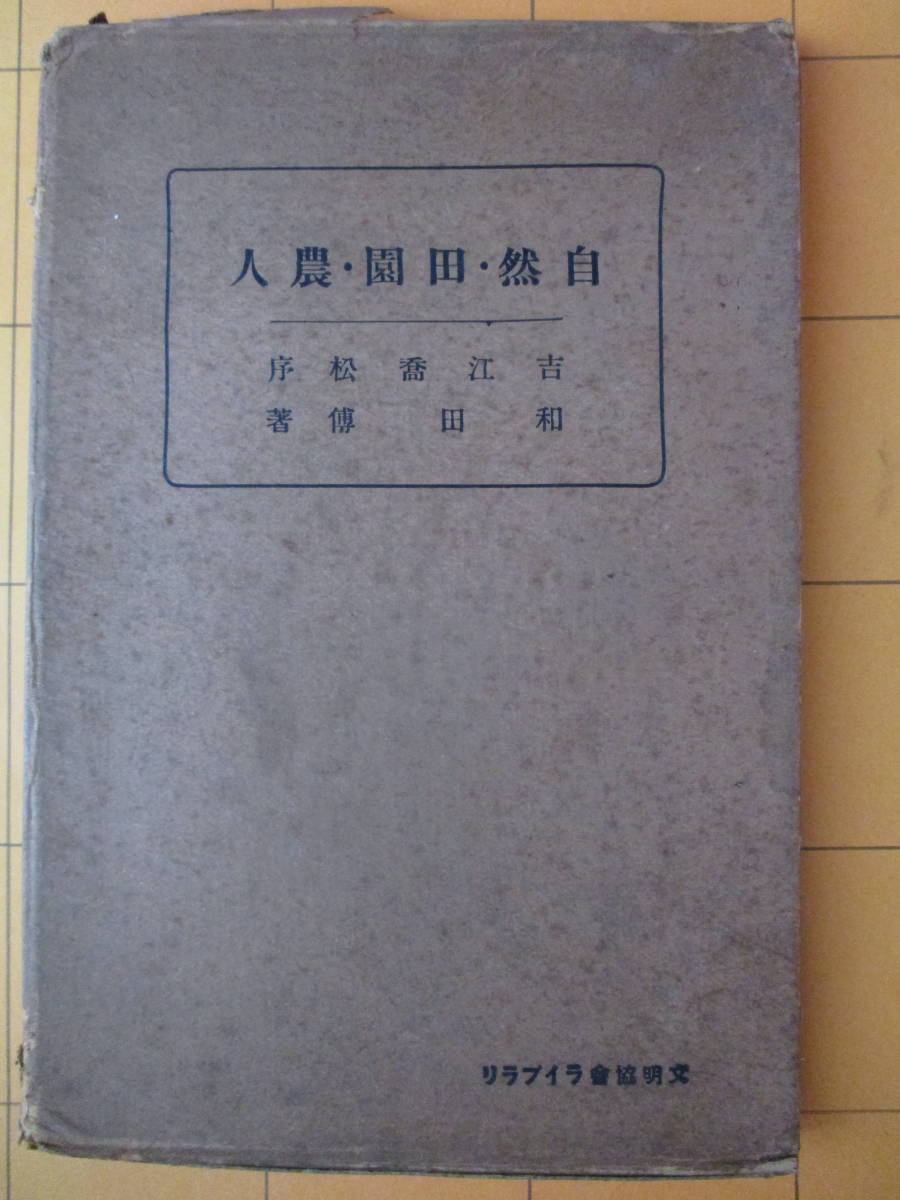 自然・田園・農人
吉江喬松序
和田傳著
文明協會ライブラリ